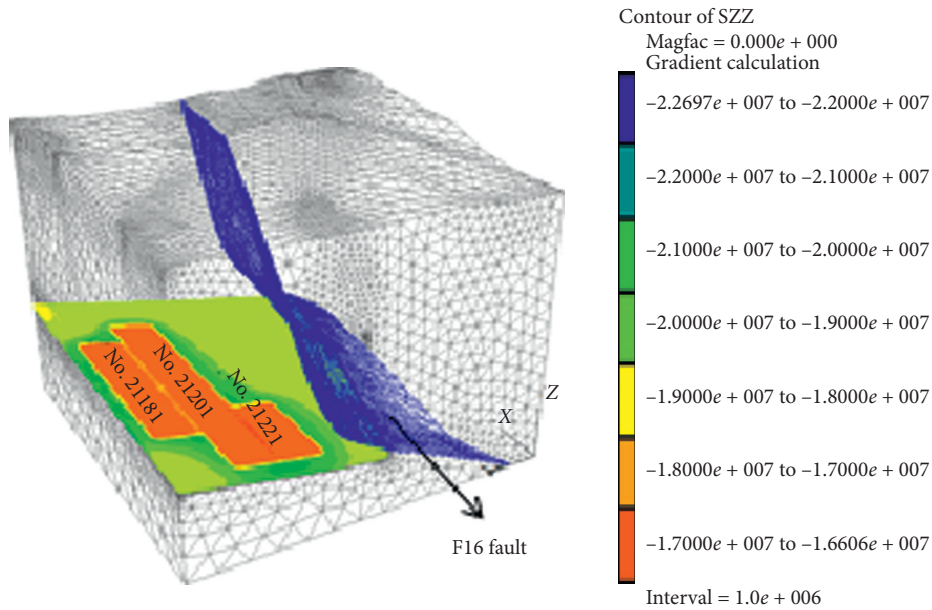 Contour of SZZ
Magfac = 0.000e + 000
Gradient calculation
–2.2697e + 007 to –2.2000e + 007
–2.2000e + 007 to –2.1000e + 007
–2.1000e + 007 to –2.0000e + 007
–2.0000e + 007 to –1.9000e + 007
–1.9000e + 007 to –1.8000e + 007
–1.8000e + 007 to –1.7000e + 007
–1.7000e + 007 to –1.6606e + 007
Interval = 1.0e + 006
No. 21181
No. 21201
No. 21221
X
Z
F16 fault